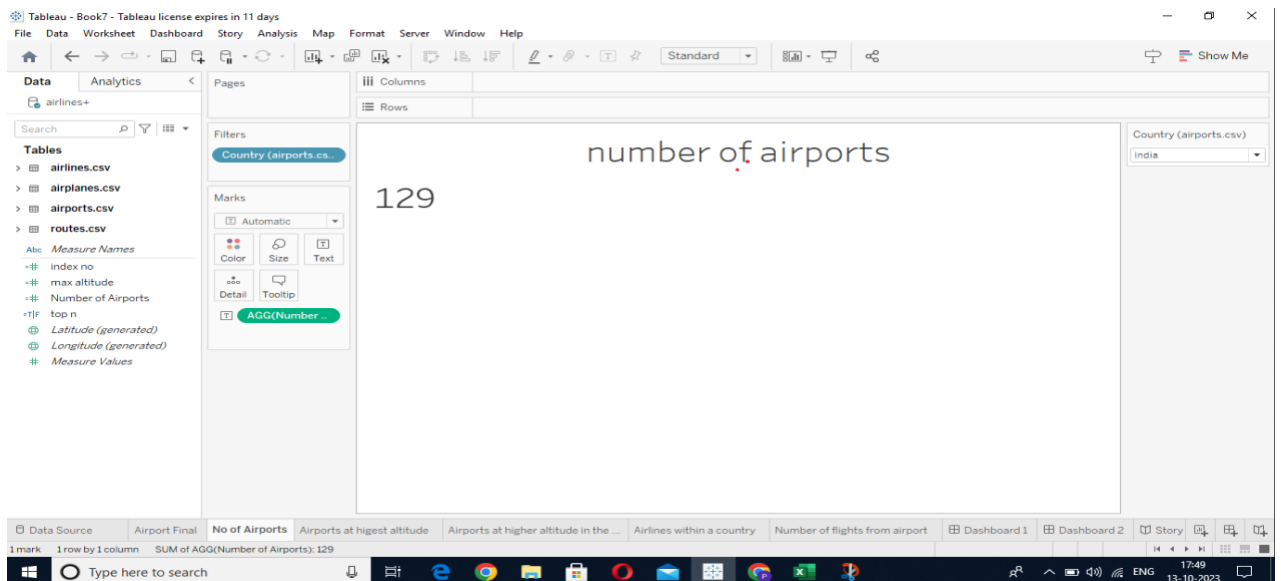 Tableau - Book7 - Tableau license expires in 11 days
File Data Worksheet Dashboard Story Analysis Map Format Server Window Help
Standard
Show Me
Data Analytics
airlines+
Search
Tables
airlines.csv
airplanes.csv
airports.csv
routes.csv
Abc Measure Names
=# index no
=# max altitude
=# Number of Airports
=T|F top n
Latitude (generated)
Longitude (generated)
# Measure Values
Pages
Filters
Country (airports.cs..
Marks
T Automatic
Color Size Text
Detail Tooltip
T AGG(Number ..
Columns
Rows
number of airports
129
Country (airports.csv)
India
Data Source Airport Final No of Airports Airports at higest altitude Airports at higher altitude in the ... Airlines within a country Number of flights from airport Dashboard 1 Dashboard 2 Story
1 mark 1 row by 1 column SUM of AGG(Number of Airports): 129
Type here to search
ENG
17:49
13-10-2023